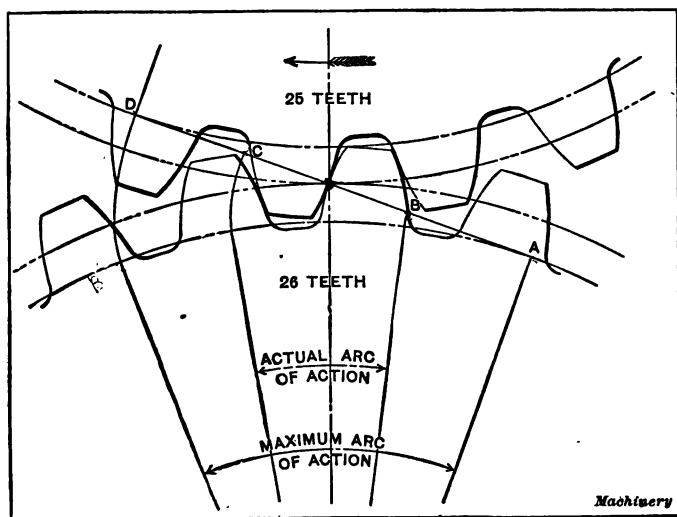 25 TEETH
D
C
B
A
B
26 TEETH
ACTUAL ARC
OF ACTION
MAXIMUM ARC
OF ACTION
Machinery